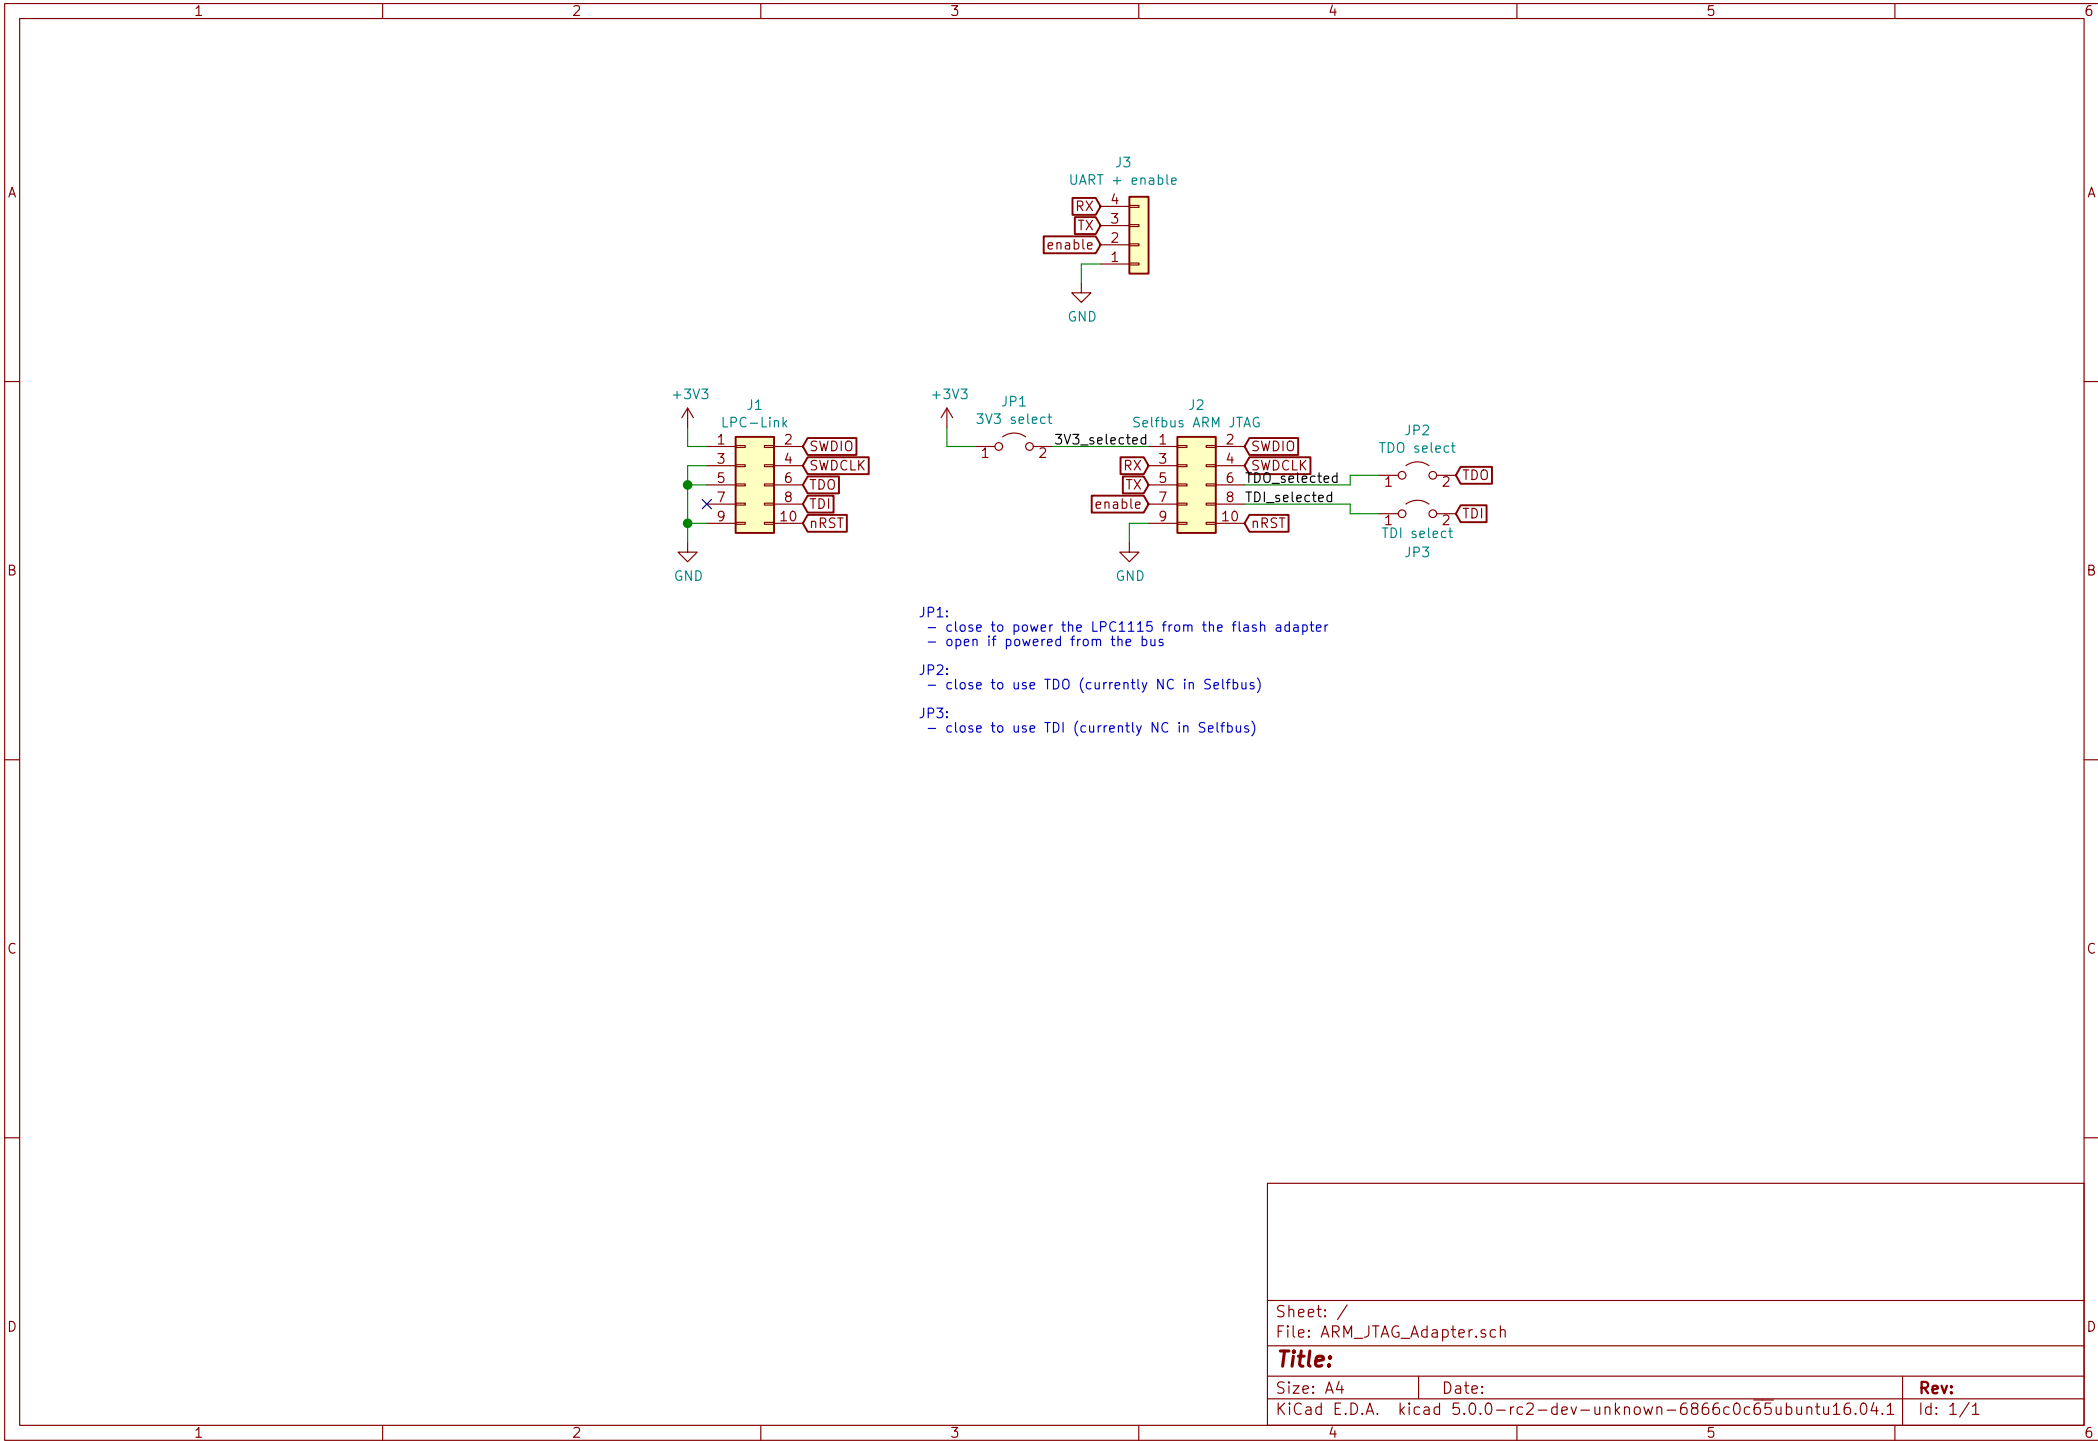 1 2 3 4 5 6
A A
J3
UART + enable
RX 4
TX 3
enable 2
1
GND
+3V3
J1
LPC-Link
1 2 SWDIO
3 4 SWDCLK
5 6 TDO
7 8 TDI
9 10 nRST
GND
+3V3
JP1
3V3 select
1 2
3V3_selected
J2
Selfbus ARM JTAG
1 2 SWDIO
RX 3 4 SWDCLK
TX 5 6 TDO_selected
enable 7 8 TDI_selected
9 10 nRST
GND
JP2
TDO select
1 2 TDO
1 2 TDI
TDI select
JP3
B B
JP1:
- close to power the LPC1115 from the flash adapter
- open if powered from the bus
JP2:
- close to use TDO (currently NC in Selfbus)
JP3:
- close to use TDI (currently NC in Selfbus)
C C
D D
Sheet: /
File: ARM_JTAG_Adapter.sch
Title:
Size: A4 Date: Rev:
KiCad E.D.A. kicad 5.0.0-rc2-dev-unknown-6866c0c65ubuntu16.04.1 Id: 1/1
1 2 3 4 5 6